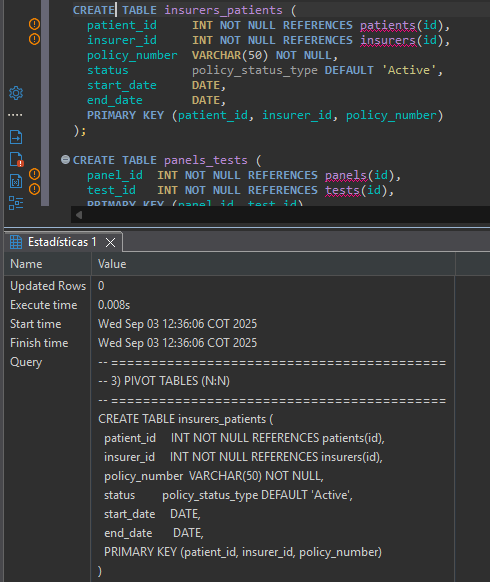 CREATE TABLE insurers_patients (
patient_id INT NOT NULL REFERENCES patients(id),
insurer_id INT NOT NULL REFERENCES insurers(id),
policy_number VARCHAR(50) NOT NULL,
status policy_status_type DEFAULT 'Active',
start_date DATE,
end_date DATE,
PRIMARY KEY (patient_id, insurer_id, policy_number)
);
CREATE TABLE panels_tests (
panel_id INT NOT NULL REFERENCES panels(id),
test_id INT NOT NULL REFERENCES tests(id),
PRIMARY KEY (panel_id, test_id)
Estadísticas 1
Name Value
Updated Rows 0
Execute time 0.008s
Start time Wed Sep 03 12:36:06 COT 2025
Finish time Wed Sep 03 12:36:06 COT 2025
Query -- ==========================================
-- 3) PIVOT TABLES (N:N)
-- ==========================================
CREATE TABLE insurers_patients (
patient_id INT NOT NULL REFERENCES patients(id),
insurer_id INT NOT NULL REFERENCES insurers(id),
policy_number VARCHAR(50) NOT NULL,
status policy_status_type DEFAULT 'Active',
start_date DATE,
end_date DATE,
PRIMARY KEY (patient_id, insurer_id, policy_number)
)